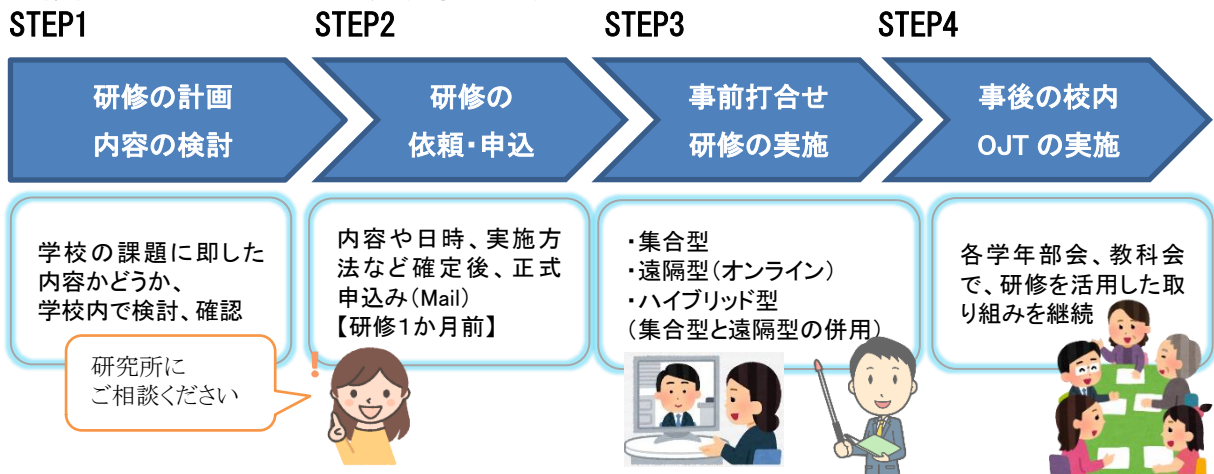 STEP1
STEP2
STEP3
STEP4
研修の計画
内容の検討
研修の
依頼・申込
事前打合せ
研修の実施
事後の校内
OJT の実施
学校の課題に即した
内容かどうか、
学校内で検討、確認
内容や日時、実施方
法など確定後、正式
申込み（Mail）
【研修１か月前】
・集合型
・遠隔型（オンライン）
・ハイブリッド型
（集合型と遠隔型の併用）
各学年部会、教科会
で、研修を活用した取
り組みを継続
研究所に
ご相談ください
!